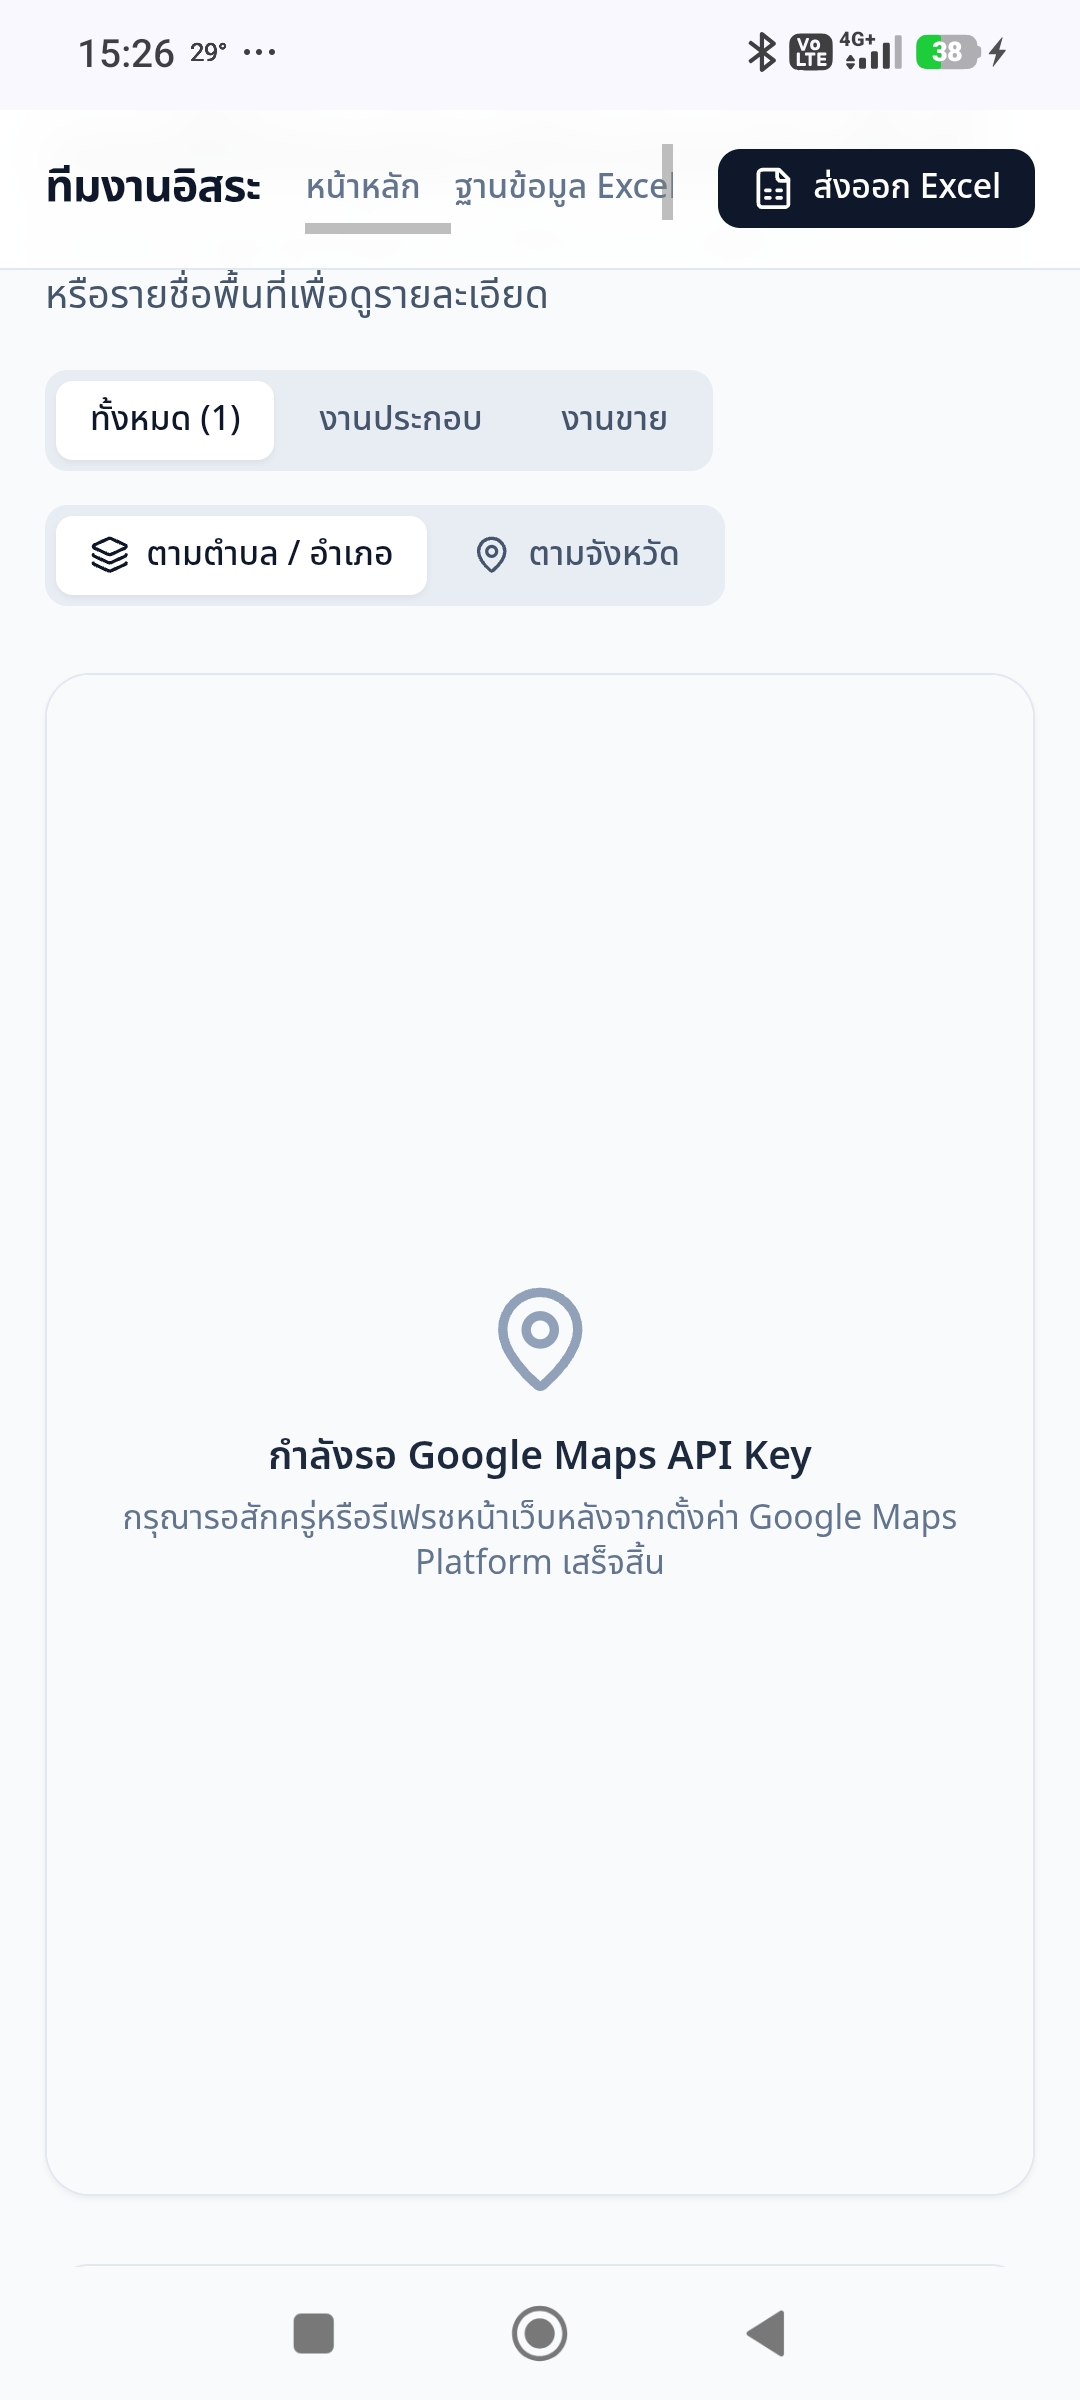 15:26 29° ...
VO LTE 4G+ 38
ทีมงานอิสระ หน้าหลัก ฐานข้อมูล Excel ส่งออก Excel
หรือรายชื่อพื้นที่เพื่อดูรายละเอียด
ทั้งหมด (1) งานประกอบ งานขาย
ตามตำบล / อำเภอ ตามจังหวัด
กำลังรอ Google Maps API Key
กรุณารอสักครู่หรือรีเฟรชหน้าเว็บหลังจากตั้งค่า Google Maps
Platform เสร็จสิ้น